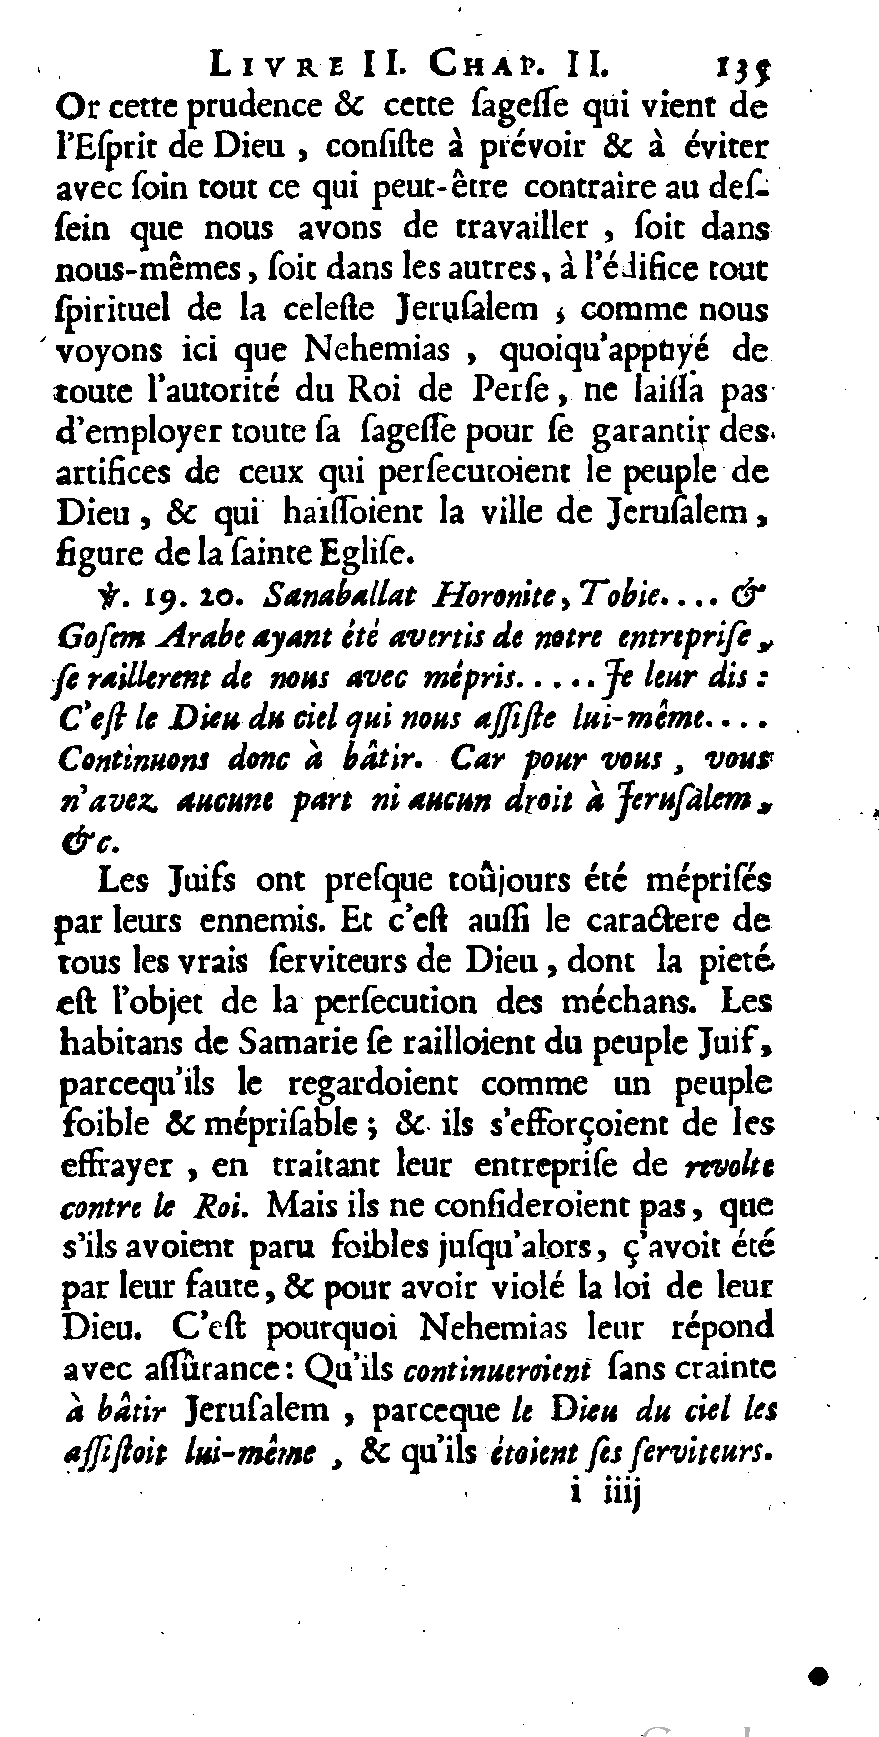 LIVRE II. CHAP. II. 135
Or cette prudence & cette ſageſſe qui vient de
l'Eſprit de Dieu , conſiſte à prévoir & à éviter
avec ſoin tout ce qui peut-être contraire au deſ-
ſein que nous avons de travailler , ſoit dans
nous-mêmes, ſoit dans les autres, à l'édifice tout
ſpirituel de la celeſte Jeruſalem ; comme nous
voyons ici que Nehemias , quoiqu'appuyé de
toute l'autorité du Roi de Perſe, ne laiſſa pas
d'employer toute ſa ſageſſe pour ſe garantir des
artifices de ceux qui perſecutoient le peuple de
Dieu , & qui haïſſoient la ville de Jeruſalem ,
figure de la ſainte Egliſe.
℣. 19. 20. Sanaballat Horonite, Tobie.... &
Goſem Arabe ayant été avertis de notre entrepriſe ,
ſe raillerent de nous avec mépris..... Je leur dis :
C'eſt le Dieu du ciel qui nous aſſiſte lui-même....
Continuons donc à bâtir. Car pour vous , vous
n'avez aucune part ni aucun droit à Jeruſalem ,
&c.
Les Juifs ont preſque toûjours été mépriſés
par leurs ennemis. Et c'eſt auſſi le caractere de
tous les vrais ſerviteurs de Dieu , dont la pieté
eſt l'objet de la perſecution des méchans. Les
habitans de Samarie ſe railloient du peuple Juif,
parcequ'ils le regardoient comme un peuple
foible & mépriſable ; & ils s'efforçoient de les
effrayer , en traitant leur entrepriſe de revolte
contre le Roi. Mais ils ne conſideroient pas, que
s'ils avoient paru foibles juſqu'alors, ç'avoit été
par leur faute, & pour avoir violé la loi de leur
Dieu. C'eſt pourquoi Nehemias leur répond
avec aſſûrance: Qu'ils continueroient ſans crainte
à bâtir Jeruſalem , parceque le Dieu du ciel les
aſſiſtoit lui-même , & qu'ils étoient ſes ſerviteurs.
i iiij